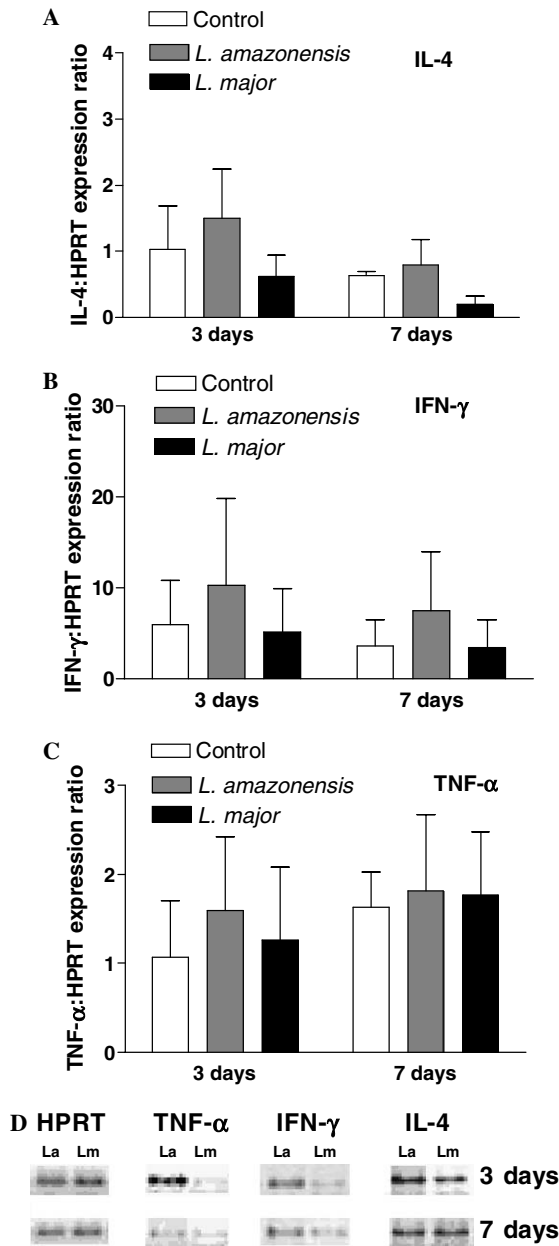 A
Control
L. amazonensis
L. major
IL-4
IL-4:HPRT expression ratio
4
3
2
1
0
3 days 7 days
B
Control
L. amazonensis
L. major
IFN-γ
IFN-γ:HPRT expression ratio
30
20
10
0
3 days 7 days
C
Control
L. amazonensis
L. major
TNF-α
TNF-α:HPRT expression ratio
3
2
1
0
3 days 7 days
D HPRT TNF-α IFN-γ IL-4
La Lm La Lm La Lm La Lm
3 days
7 days